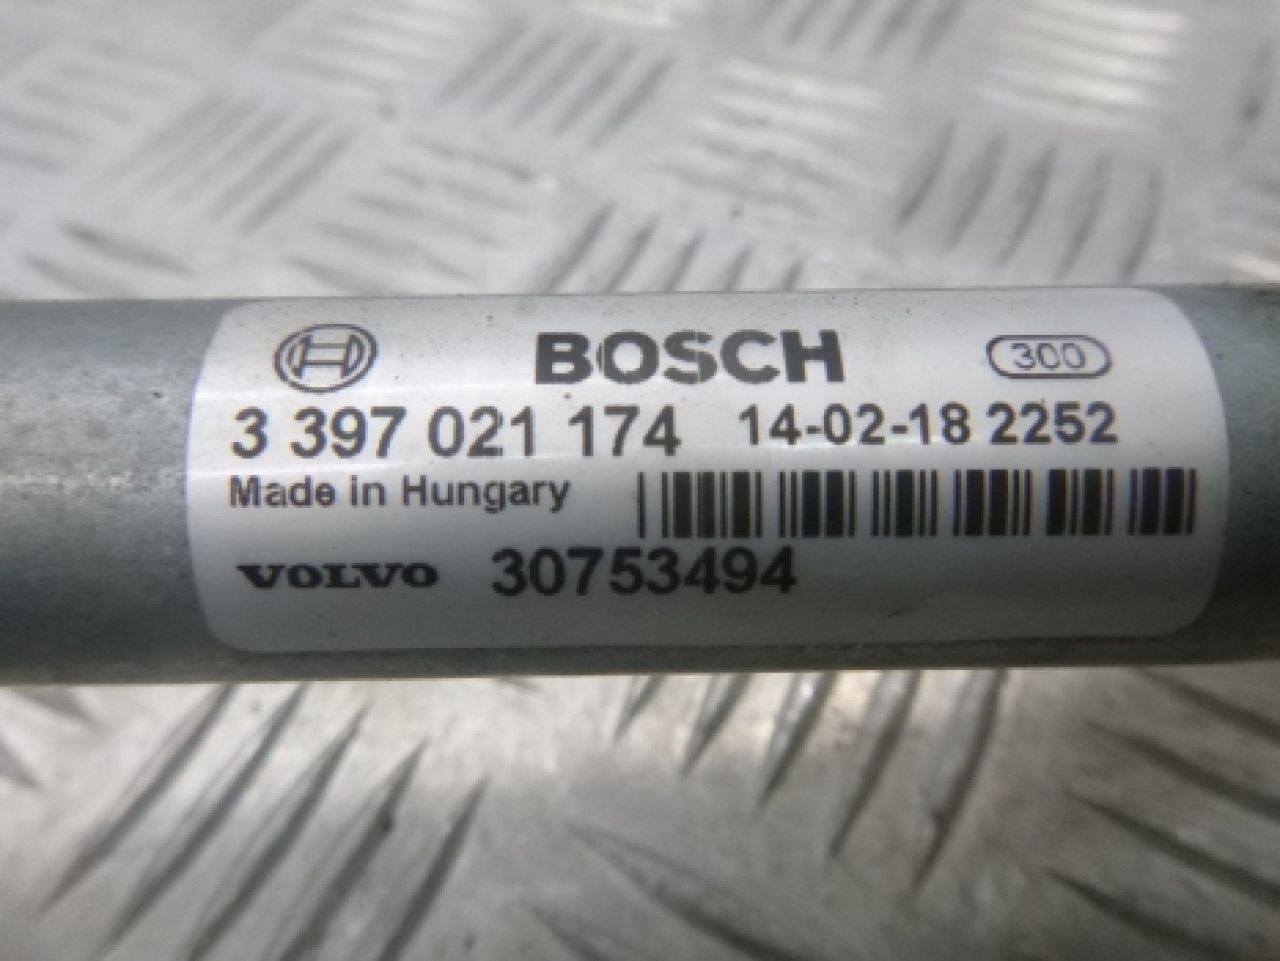 BOSCH 300
3 397 021 174 14-02-18 2252
Made in Hungary
VOLVO 30753494